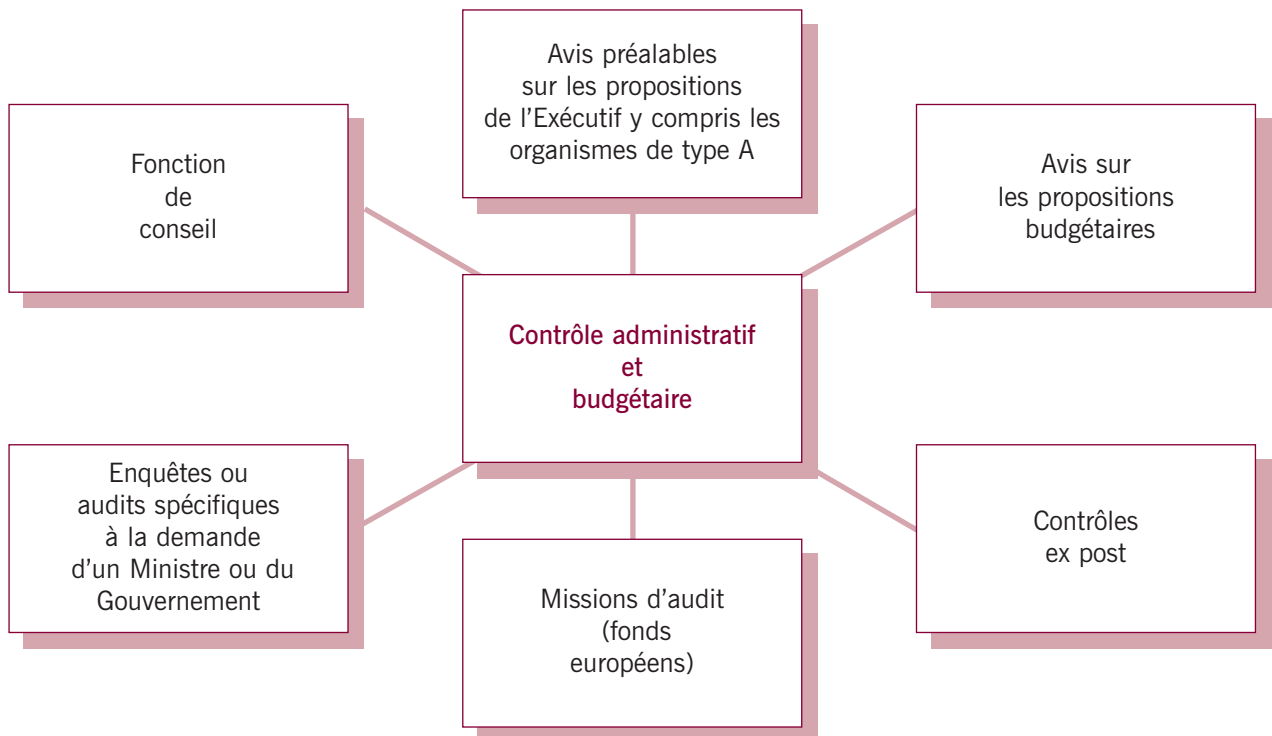 Avis préalables
sur les propositions
de l'Exécutif y compris les
organismes de type A
Fonction
de
conseil
Avis sur
les propositions
budgétaires
Contrôle administratif
et
budgétaire
Enquêtes ou
audits spécifiques
à la demande
d'un Ministre ou du
Gouvernement
Missions d'audit
(fonds
européens)
Contrôles
ex post